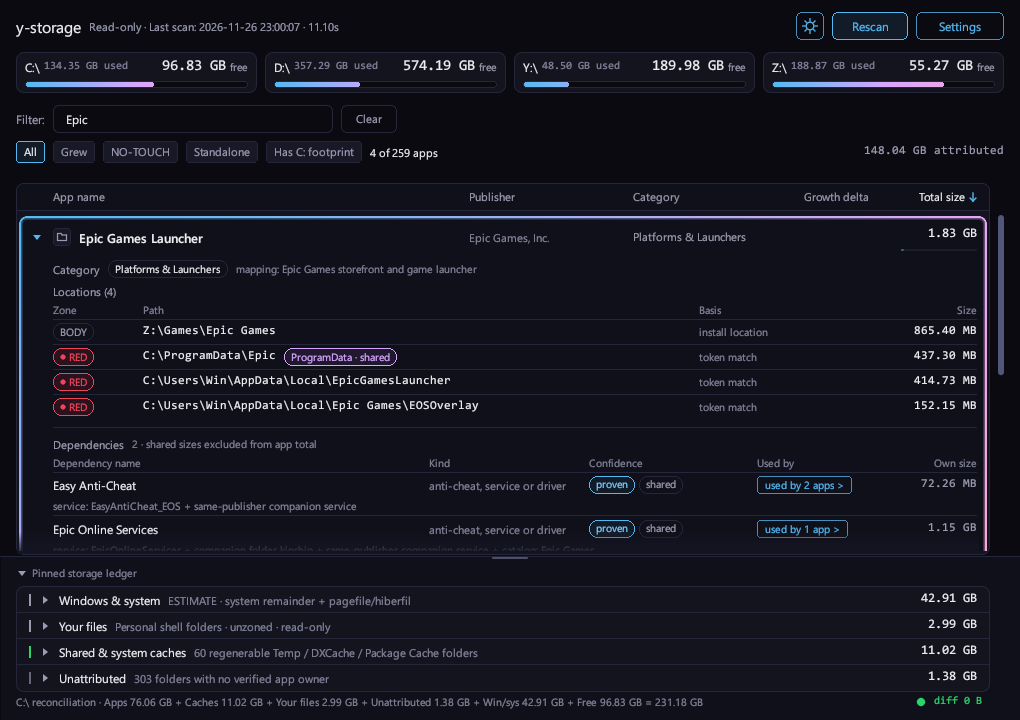 y-storage Read-only · Last scan: 2026-11-26 23:00:07 · 11.10s Rescan Settings
C:\ 134.35 GB used 96.83 GB free D:\ 357.29 GB used 574.19 GB free Y:\ 48.50 GB used 189.98 GB free Z:\ 188.87 GB used 55.27 GB free
Filter: Epic Clear
All Grew NO-TOUCH Standalone Has C: footprint 4 of 259 apps 148.04 GB attributed
App name Publisher Category Growth delta Total size ↓
Epic Games Launcher Epic Games, Inc. Platforms & Launchers 1.83 GB
Category Platforms & Launchers mapping: Epic Games storefront and game launcher
Locations (4)
Zone Path Basis Size
BODY Z:\Games\Epic Games install location 865.40 MB
RED C:\ProgramData\Epic ProgramData · shared token match 437.30 MB
RED C:\Users\Win\AppData\Local\EpicGamesLauncher token match 414.73 MB
RED C:\Users\Win\AppData\Local\Epic Games\EOSOverlay token match 152.15 MB
Dependencies 2 · shared sizes excluded from app total
Dependency name Kind Confidence Used by Own size
Easy Anti-Cheat anti-cheat, service or driver proven shared used by 2 apps > 72.26 MB
service: EasyAntiCheat_EOS + same-publisher companion service
Epic Online Services anti-cheat, service or driver proven shared used by 1 app > 1.15 GB
service: EpicOnlineServices + companion folder kinship + same-publisher companion service + catalog: Epic Games
Pinned storage ledger
Windows & system ESTIMATE · system remainder + pagefile/hiberfil 42.91 GB
Your files Personal shell folders · unzoned · read-only 2.99 GB
Shared & system caches 60 regenerable Temp / DXCache / Package Cache folders 11.02 GB
Unattributed 303 folders with no verified app owner 1.38 GB
C:\ reconciliation · Apps 76.06 GB + Caches 11.02 GB + Your files 2.99 GB + Unattributed 1.38 GB + Win/sys 42.91 GB + Free 96.83 GB = 231.18 GB diff 0 B